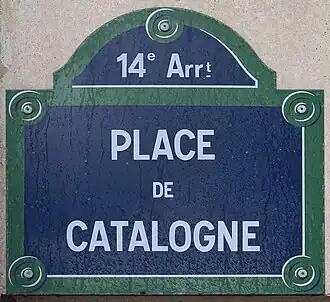 14e Arrt
PLACE
DE
CATALOGNE